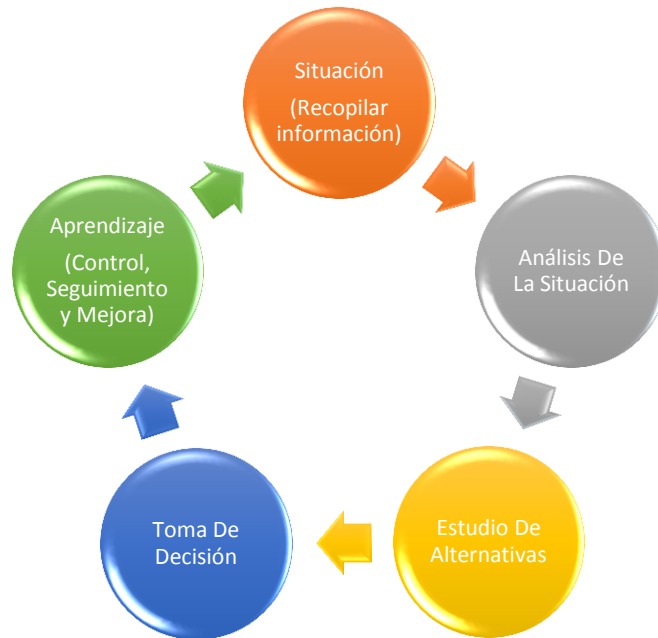 Situación
(Recopilar
información)
Análisis De
La Situación
Estudio De
Alternativas
Toma De
Decisión
Aprendizaje
(Control,
Seguimiento
y Mejora)